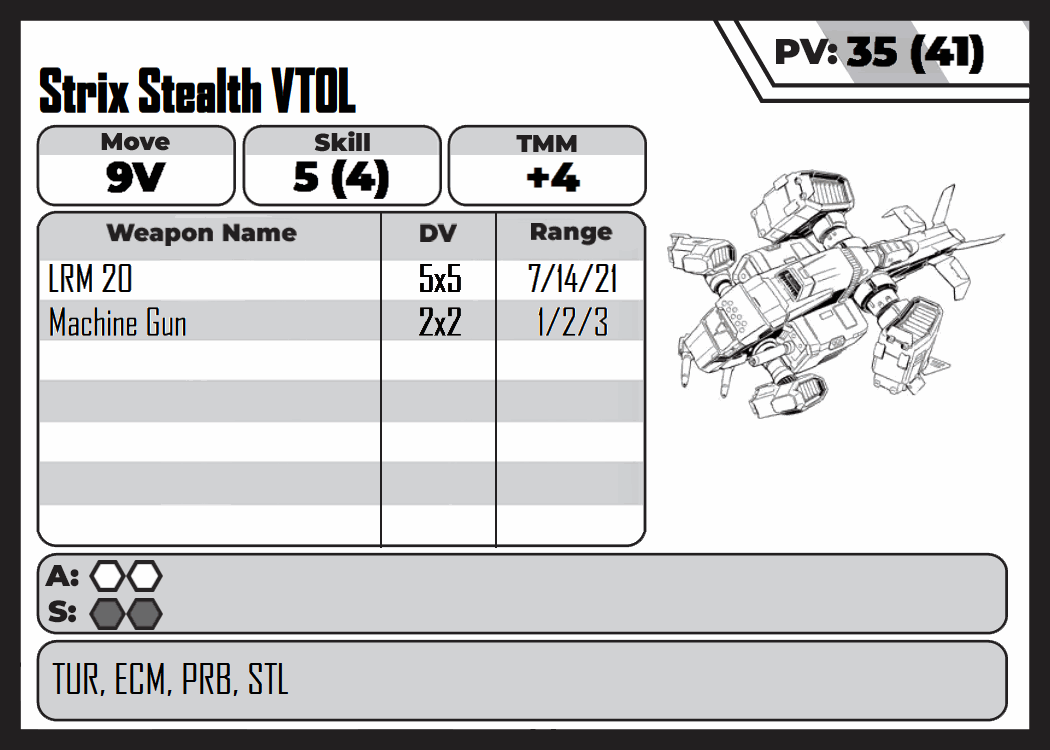 PV: 35 (41)
Strix Stealth VTOL
Move Skill TMM
9V 5 (4) +4
Weapon Name DV Range
LRM 20 5x5 7/14/21
Machine Gun 2x2 1/2/3
A:
S:
TUR, ECM, PRB, STL